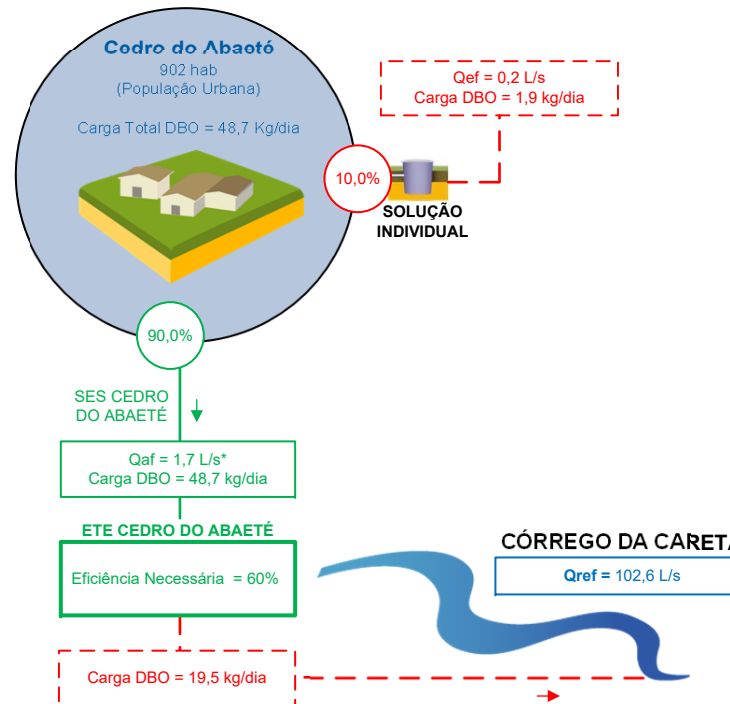 Cedro do Abaeté
902 hab
(População Urbana)
Carga Total DBO = 48,7 Kg/dia
Qef = 0,2 L/s
Carga DBO = 1,9 kg/dia
10,0%
SOLUÇÃO
INDIVIDUAL
90,0%
SES CEDRO
DO ABAETÉ
Qaf = 1,7 L/s*
Carga DBO = 48,7 kg/dia
ETE CEDRO DO ABAETÉ
Eficiência Necessária = 60%
CÓRREGO DA CARETA
Qref = 102,6 L/s
Carga DBO = 19,5 kg/dia